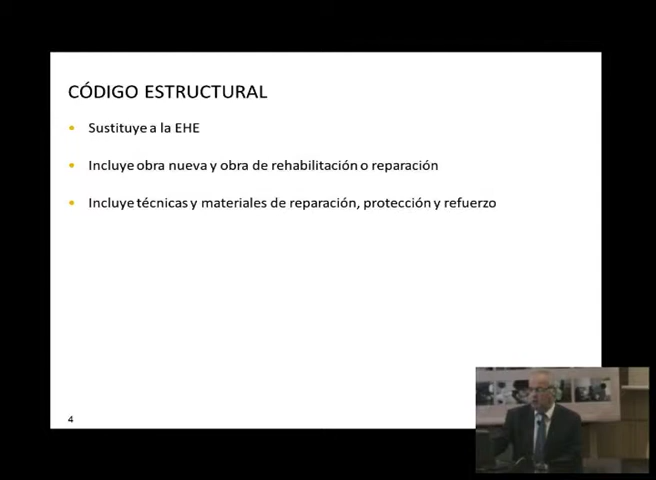 CÓDIGO ESTRUCTURAL
Sustituye a la EHE
Incluye obra nueva y obra de rehabilitación o reparación
Incluye técnicas y materiales de reparación, protección y refuerzo
4